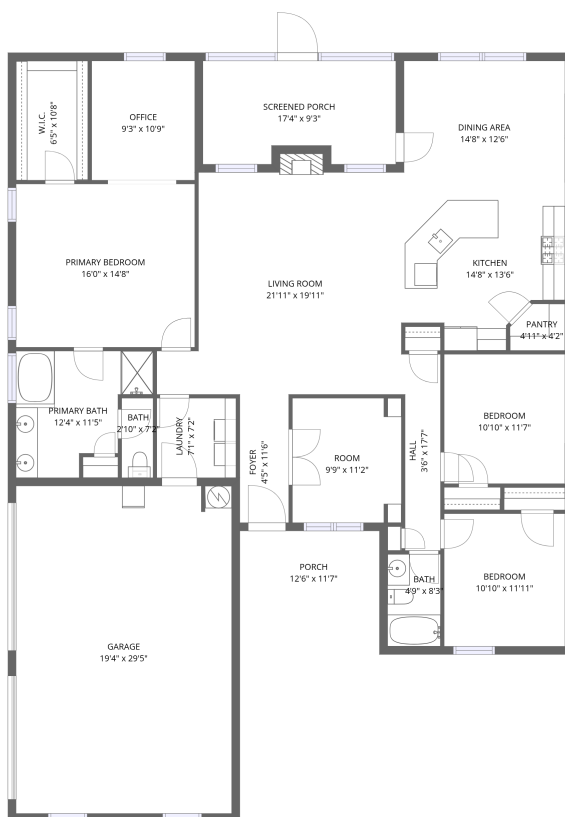 SCREENED PORCH
17'4" x 9'3"
W.I.C.
6'5" x 10'8"
OFFICE
9'3" x 10'9"
DINING AREA
14'8" x 12'6"
PRIMARY BEDROOM
16'0" x 14'8"
KITCHEN
14'8" x 13'6"
LIVING ROOM
21'11" x 19'11"
PANTRY
4'11" x 4'2"
PRIMARY BATH
12'4" x 11'5"
BATH
2'10" x 7'2"
LAUNDRY
7'1" x 7'2"
FOYER
4'5" x 11'6"
ROOM
9'9" x 11'2"
HALL
3'6" x 17'7"
BEDROOM
10'10" x 11'7"
PORCH
12'6" x 11'7"
BATH
4'9" x 8'3"
BEDROOM
10'10" x 11'11"
GARAGE
19'4" x 29'5"